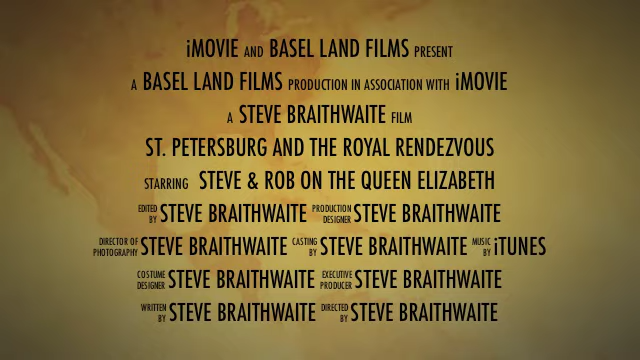 iMOVIE AND BASEL LAND FILMS PRESENT
A BASEL LAND FILMS PRODUCTION IN ASSOCIATION WITH iMOVIE
A STEVE BRAITHWAITE FILM
ST. PETERSBURG AND THE ROYAL RENDEZVOUS
STARRING STEVE & ROB ON THE QUEEN ELIZABETH
EDITED BY STEVE BRAITHWAITE PRODUCTION DESIGNER STEVE BRAITHWAITE
DIRECTOR OF PHOTOGRAPHY STEVE BRAITHWAITE CASTING BY STEVE BRAITHWAITE MUSIC BY iTUNES
COSTUME DESIGNER STEVE BRAITHWAITE EXECUTIVE PRODUCER STEVE BRAITHWAITE
WRITTEN BY STEVE BRAITHWAITE DIRECTED BY STEVE BRAITHWAITE